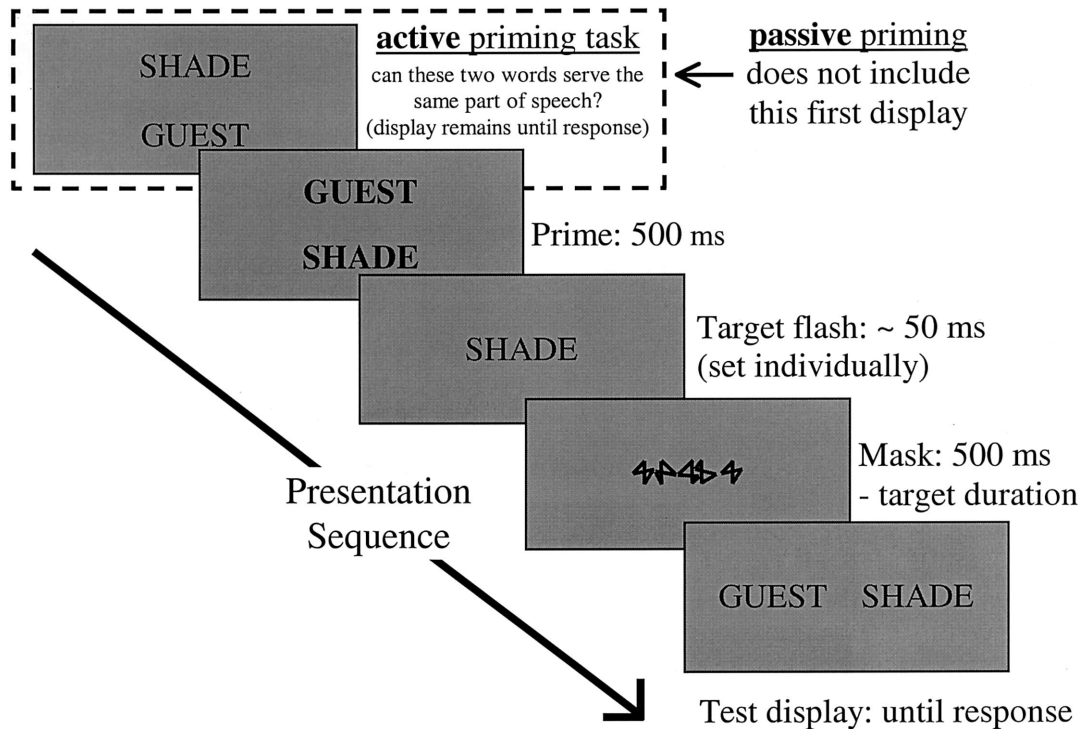 SHADE
GUEST
active priming task
can these two words serve the
same part of speech?
(display remains until response)
passive priming
does not include
this first display
GUEST
SHADE
Prime: 500 ms
SHADE
Target flash: ~ 50 ms
(set individually)
Mask: 500 ms
- target duration
Presentation
Sequence
GUEST SHADE
Test display: until response